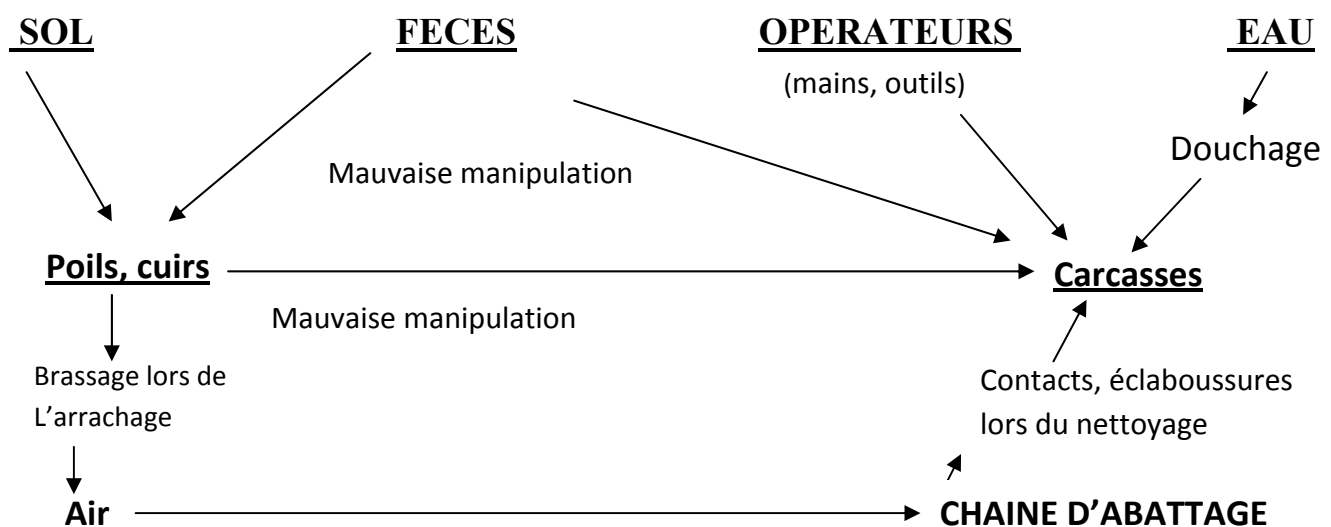 SOL
FECES
OPERATEURS
EAU
(mains, outils)
Douchage
Mauvaise manipulation
Poils, cuirs
Carcasses
Mauvaise manipulation
Brassage lors de
L’arrachage
Contacts, éclaboussures
lors du nettoyage
Air
CHAINE D’ABATTAGE